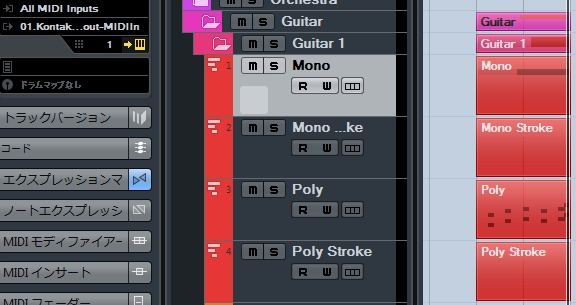 All MIDI Inputs
01.Kontak...out-MIDIIn
1
ドラムマップなし
トラックバージョン
コード
エクスプレッションマ
ノートエクスプレッシ
MIDI モディファイアー
MIDI インサート
MIDI フェーダー
Orchestra
m S Guitar
m S Guitar 1
1 m S Mono
R W
2 m S Mono ...ke
R W
3 m S Poly
R W
4 m S Poly Stroke
R W
Guitar
Guitar 1
Mono
Mono Stroke
Poly
Poly Stroke